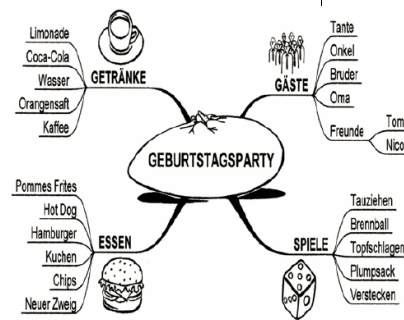 GEBURTSTAGSPARTY
GETRÄNKE
Limonade
Coca-Cola
Wasser
Orangensaft
Kaffee
GÄSTE
Tante
Onkel
Bruder
Oma
Freunde
Tom
Nico
ESSEN
Pommes Frites
Hot Dog
Hamburger
Kuchen
Chips
Neuer Zweig
SPIELE
Tauziehen
Brennball
Topfschlagen
Plumpsack
Verstecken